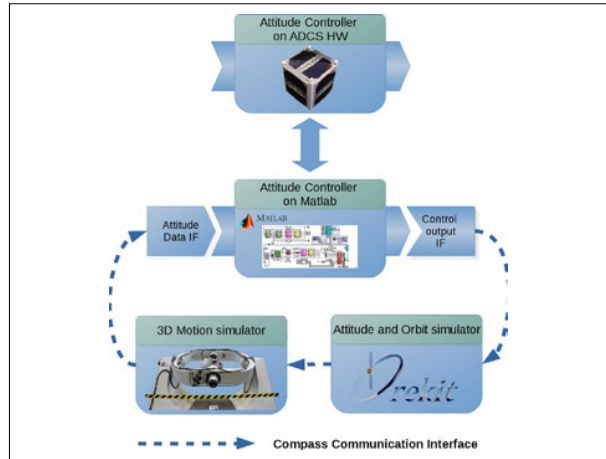 Attitude Controller
on ADCS HW
Attitude Controller
on Matlab
Attitude
Data IF
MATLAB
Control
output
IF
3D Motion simulator
Attitude and Orbit simulator
Orekit
Compass Communication Interface